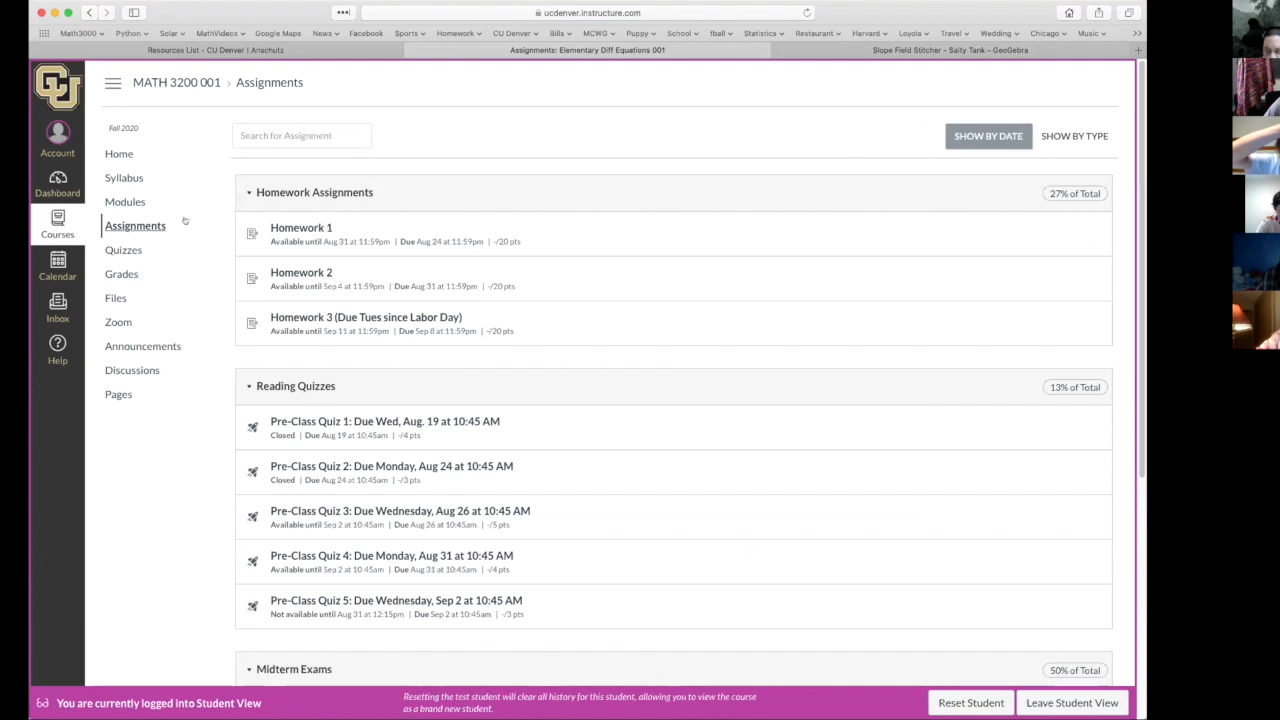 ucdenver.instructure.com
Math3000 Python Solar MathVideos Facebook Amazon News Facebook Sports Homework CU Denver Bills MCWG Puppy School fball Statistics Restaurant Harvard Loyola Travel Wedding Chicago Music
Resources List - CU Denver | Anschutz
Assignments: Elementary Diff Equations 001
Slope Field Stitcher - Salty Tank – GeoGebra
MATH 3200 001 > Assignments
Account
Dashboard
Courses
Calendar
Inbox
Help
Fall 2020
Home
Syllabus
Modules
Assignments
Quizzes
Grades
Files
Zoom
Announcements
Discussions
Pages
Search for Assignment
SHOW BY DATE
SHOW BY TYPE
Homework Assignments
27% of Total
Homework 1
Available until Aug 31 at 11:59pm | Due Aug 24 at 11:59pm | -/20 pts
Homework 2
Available until Sep 4 at 11:59pm | Due Aug 31 at 11:59pm | -/20 pts
Homework 3 (Due Tues since Labor Day)
Available until Sep 11 at 11:59pm | Due Sep 8 at 11:59pm | -/20 pts
Reading Quizzes
13% of Total
Pre-Class Quiz 1: Due Wed, Aug. 19 at 10:45 AM
Closed | Due Aug 19 at 10:45am | -/4 pts
Pre-Class Quiz 2: Due Monday, Aug 24 at 10:45 AM
Closed | Due Aug 24 at 10:45am | -/3 pts
Pre-Class Quiz 3: Due Wednesday, Aug 26 at 10:45 AM
Available until Sep 2 at 10:45am | Due Aug 26 at 10:45am | -/5 pts
Pre-Class Quiz 4: Due Monday, Aug 31 at 10:45 AM
Available until Sep 2 at 10:45am | Due Aug 31 at 10:45am | -/4 pts
Pre-Class Quiz 5: Due Wednesday, Sep 2 at 10:45 AM
Not available until Aug 31 at 12:15pm | Due Sep 2 at 10:45am | -/3 pts
Midterm Exams
50% of Total
You are currently logged into Student View
Resetting the test student will clear all history for this student, allowing you to view the course
as a brand new student.
Reset Student
Leave Student View